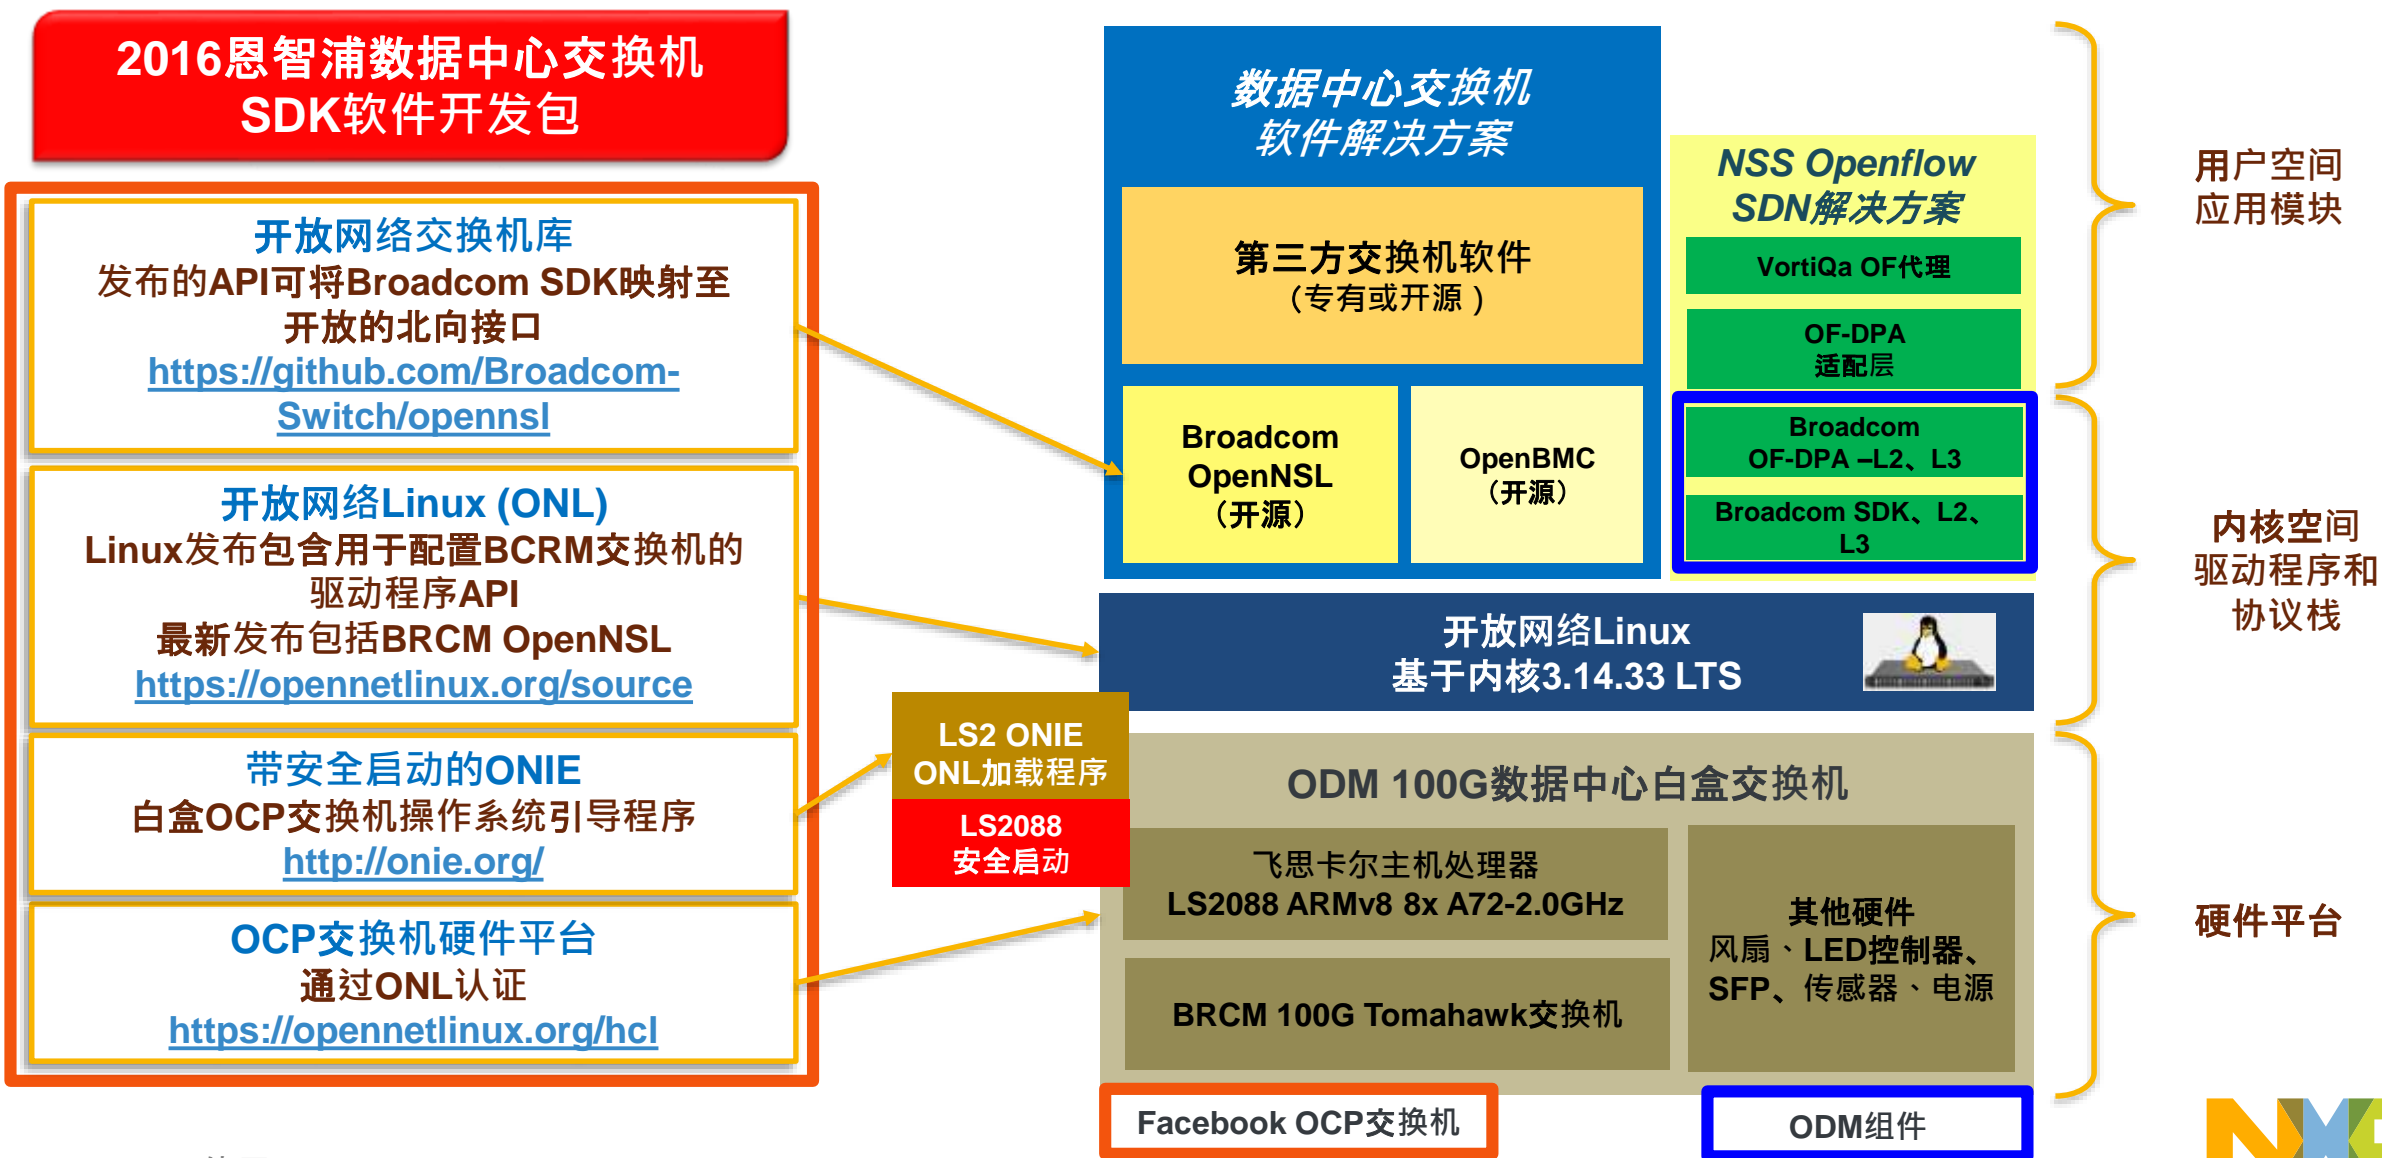 2016恩智浦数据中心交换机
SDK软件开发包
开放网络交换机库
发布的API可将Broadcom SDK映射至
开放的北向接口
https://github.com/Broadcom-
Switch/opennsl
开放网络Linux (ONL)
Linux发布包含用于配置BCRM交换机的
驱动程序API
最新发布包括BRCM OpenNSL
https://opennetlinux.org/source
带安全启动的ONIE
白盒OCP交换机操作系统引导程序
http://onie.org/
OCP交换机硬件平台
通过ONL认证
https://opennetlinux.org/hcl
数据中心交换机
软件解决方案
第三方交换机软件
（专有或开源）
Broadcom
OpenNSL
（开源）
OpenBMC
（开源）
NSS Openflow
SDN解决方案
VortiQa OF代理
OF-DPA
适配层
Broadcom
OF-DPA –L2、L3
Broadcom SDK、L2、
L3
开放网络Linux
基于内核3.14.33 LTS
LS2 ONIE
ONL加载程序
LS2088
安全启动
ODM 100G数据中心白盒交换机
飞思卡尔主机处理器
LS2088 ARMv8 8x A72-2.0GHz
BRCM 100G Tomahawk交换机
其他硬件
风扇、LED控制器、
SFP、传感器、电源
Facebook OCP交换机
ODM组件
用户空间
应用模块
内核空间
驱动程序和
协议栈
硬件平台